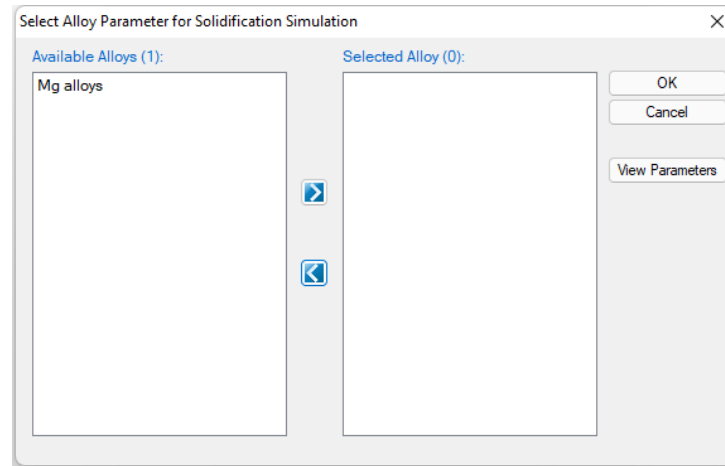 Select Alloy Parameter for Solidification Simulation
Available Alloys (1):
Selected Alloy (0):
Mg alloys
OK
Cancel
View Parameters